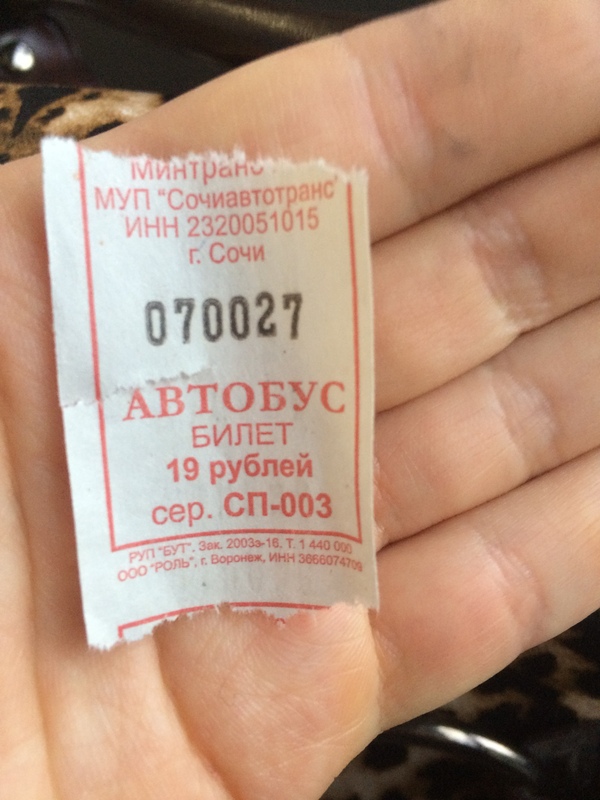 МУП "Сочиавтотранс"
ИНН 2320051015
г. Сочи
070027
АВТОБУС
БИЛЕТ
19 рублей
сер. СП-003
РУП "БУТ". Зак. 2003з-16. Т. 1 440 000
ООО "РОЛЬ", г. Воронеж, ИНН 3666074709